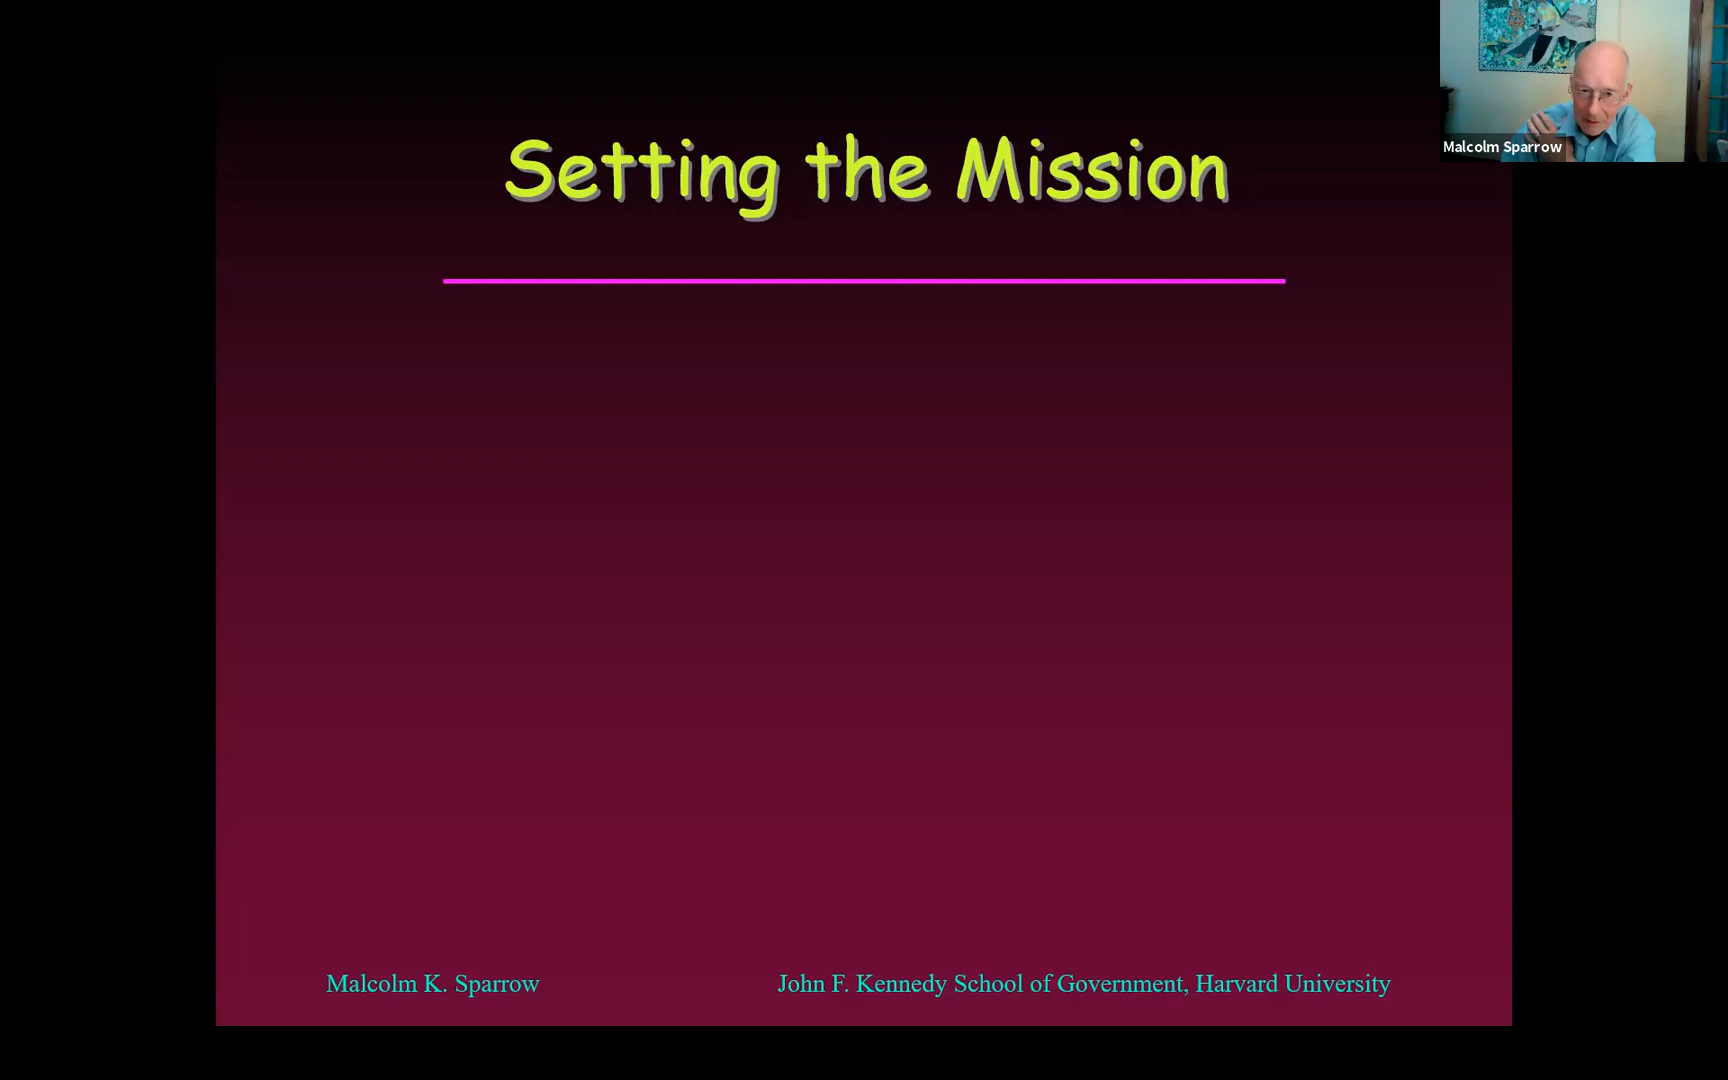 Setting the Mission
Malcolm Sparrow
Malcolm K. Sparrow
John F. Kennedy School of Government, Harvard University